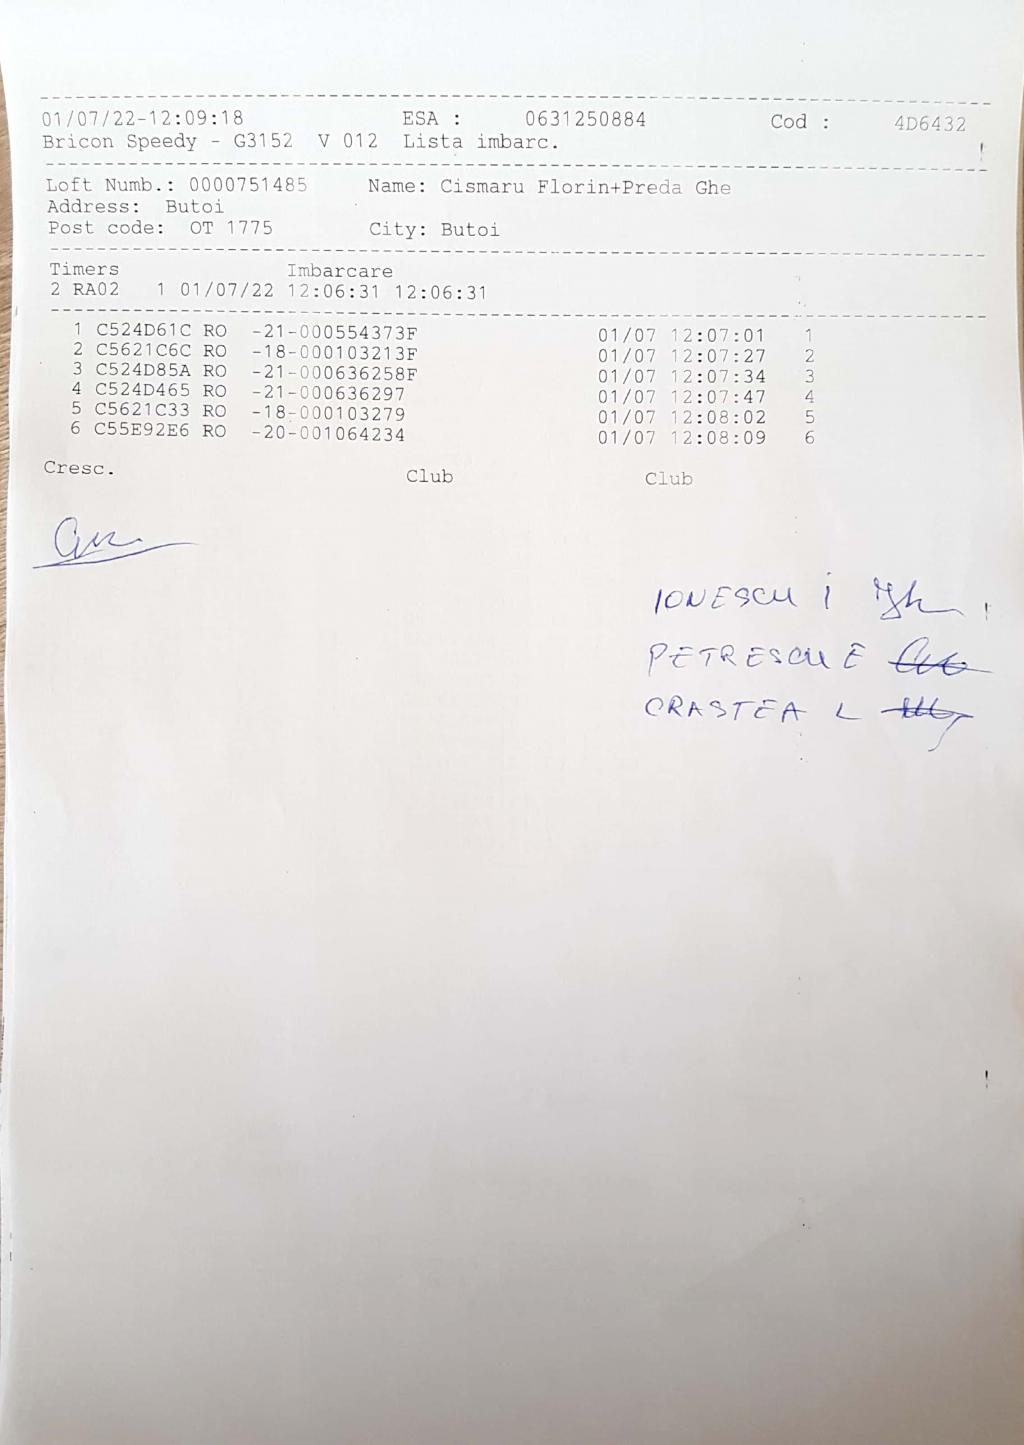 01/07/22-12:09:18 ESA : 0631250884 Cod : 4D6432
Bricon Speedy - G3152 V 012 Lista imbarc.
Loft Numb.: 0000751485 Name: Cismaru Florin+Preda Ghe
Address: Butoi
Post code: OT 1775 City: Butoi
Timers Imbarcare
2 RA02 1 01/07/22 12:06:31 12:06:31
1 C524D61C RO -21-000554373F 01/07 12:07:01 1
2 C5621C6C RO -18-000103213F 01/07 12:07:27 2
3 C524D85A RO -21-000636258F 01/07 12:07:34 3
4 C524D465 RO -21-000636297 01/07 12:07:47 4
5 C5621C33 RO -18-000103279 01/07 12:08:02 5
6 C55E92E6 RO -20-001064234 01/07 12:08:09 6
Cresc. Club Club
IONESCU I
PETRESCU E
CRASTEA L